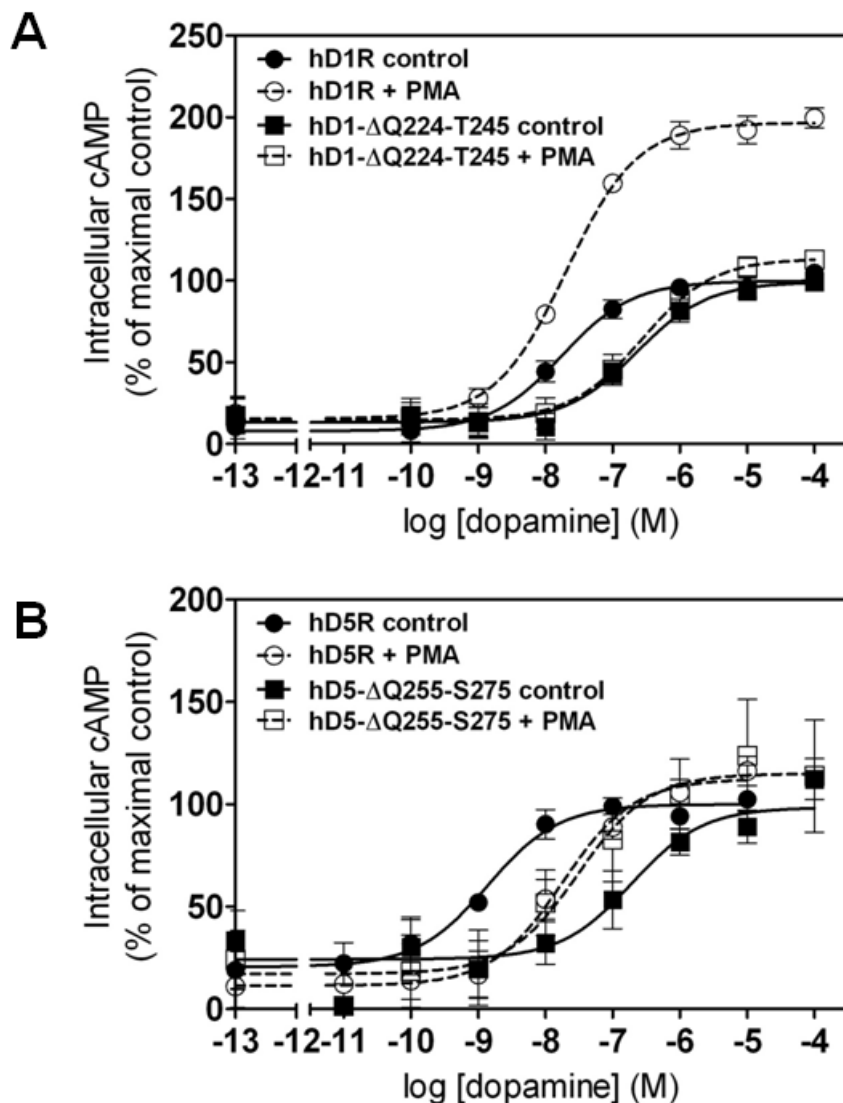 A
250
200
150
100
50
0
Intracellular cAMP
(% of maximal control)
hD1R control
hD1R + PMA
hD1-ΔQ224-T245 control
hD1-ΔQ224-T245 + PMA
-13 -12 -11 -10 -9 -8 -7 -6 -5 -4
log [dopamine] (M)
B
200
150
100
50
0
Intracellular cAMP
(% of maximal control)
hD5R control
hD5R + PMA
hD5-ΔQ255-S275 control
hD5-ΔQ255-S275 + PMA
-13 -12 -11 -10 -9 -8 -7 -6 -5 -4
log [dopamine] (M)